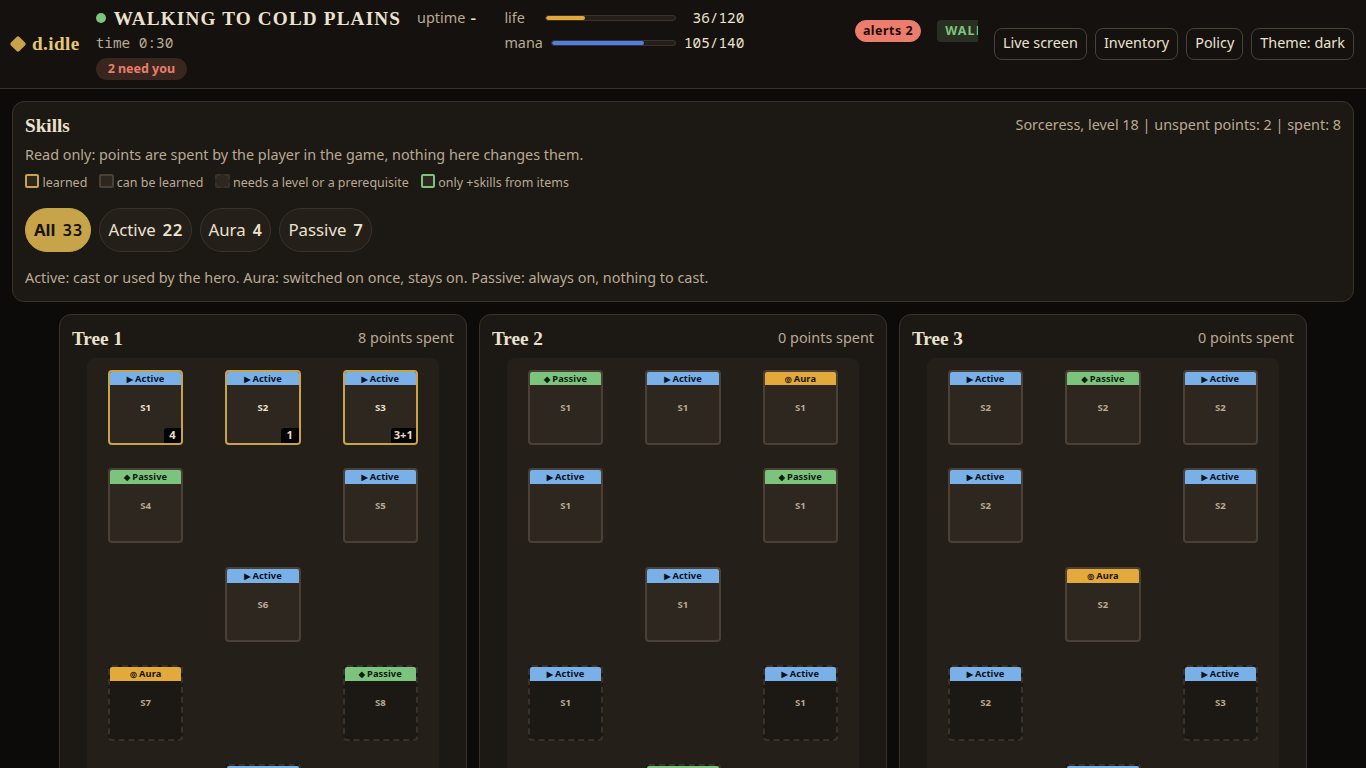 d.idle
WALKING TO COLD PLAINS uptime -
time 0:30
2 need you
life 36/120
mana 105/140
alerts 2
Live screen Inventory Policy Theme: dark
Skills
Sorceress, level 18 | unspent points: 2 | spent: 8
Read only: points are spent by the player in the game, nothing here changes them.
learned can be learned needs a level or a prerequisite only +skills from items
All 33 Active 22 Aura 4 Passive 7
Active: cast or used by the hero. Aura: switched on once, stays on. Passive: always on, nothing to cast.
Tree 1 8 points spent
▶ Active ▶ Active ▶ Active
S1 S2 S3
4 1 3+1
◆ Passive ▶ Active
S4 S5
▶ Active
S6
◎ Aura ◆ Passive
S7 S8
Tree 2 0 points spent
◆ Passive ▶ Active ◎ Aura
S1 S1 S1
▶ Active ◆ Passive
S1 S1
▶ Active
S1
▶ Active ▶ Active
S1 S1
Tree 3 0 points spent
▶ Active ◆ Passive ▶ Active
S2 S2 S2
▶ Active ▶ Active
S2 S2
◎ Aura
S2
▶ Active ▶ Active
S2 S3